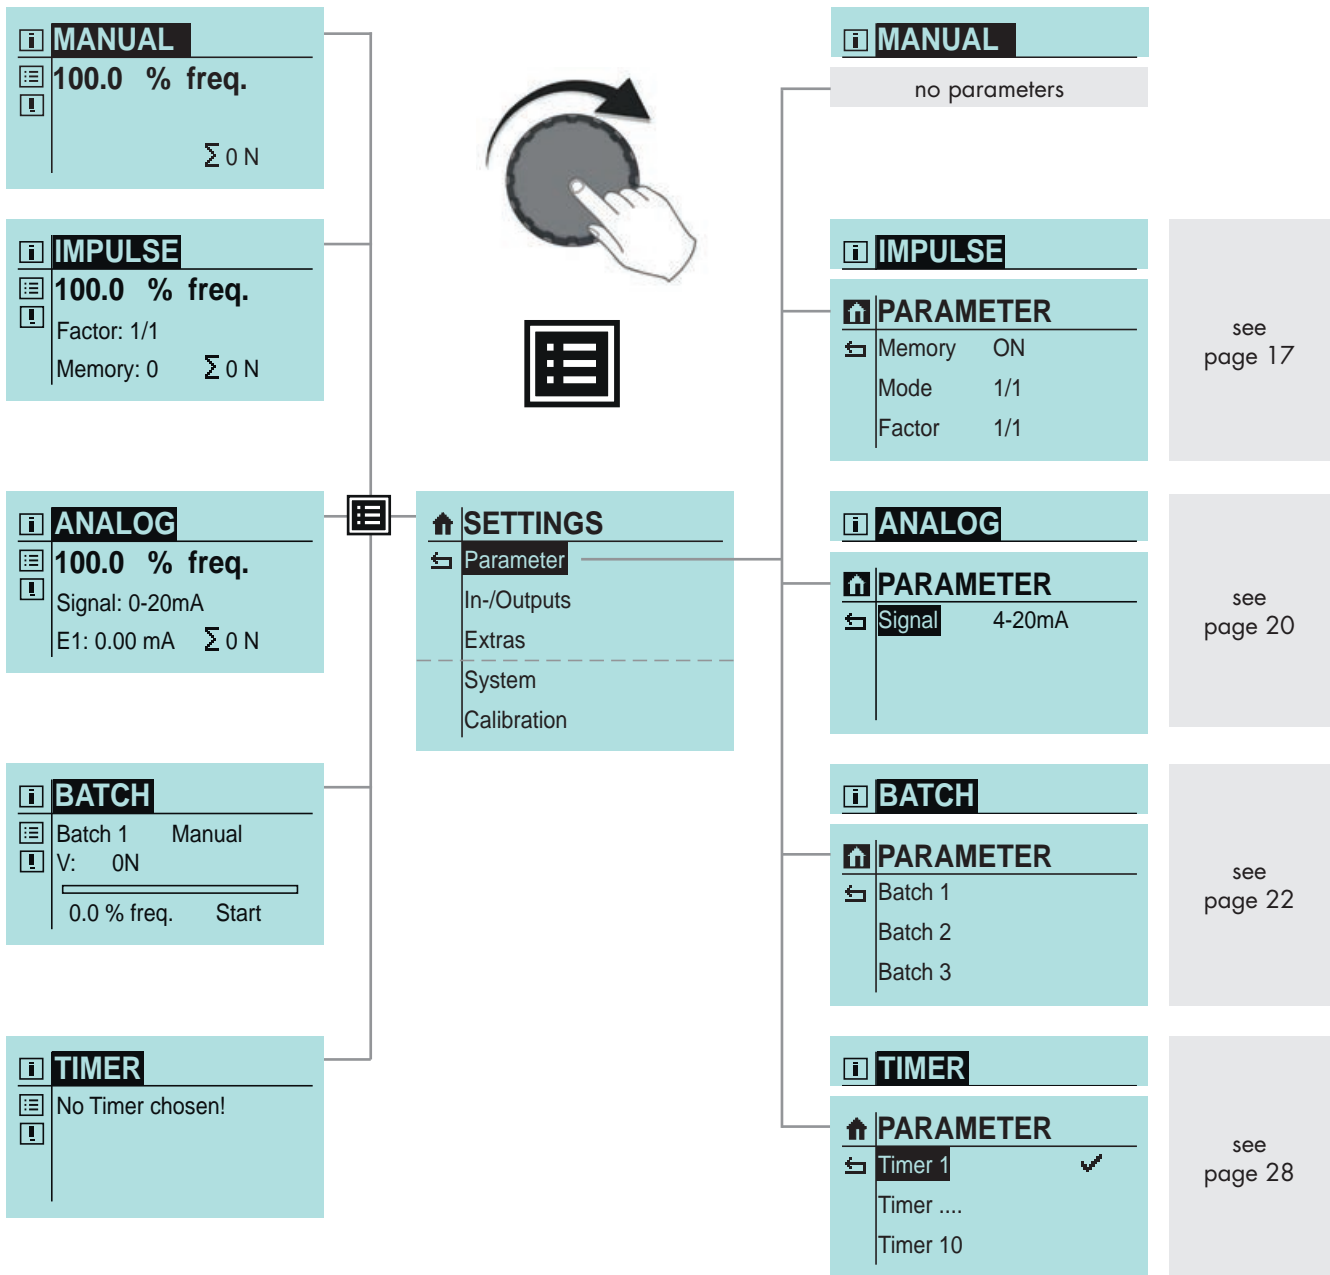 MANUAL
100.0 % freq.
Σ 0 N
IMPULSE
100.0 % freq.
Factor: 1/1
Memory: 0 Σ 0 N
ANALOG
100.0 % freq.
Signal: 0-20mA
E1: 0.00 mA Σ 0 N
BATCH
Batch 1 Manual
V: 0N
0.0 % freq. Start
TIMER
No Timer chosen!
SETTINGS
Parameter
In-/Outputs
Extras
System
Calibration
MANUAL
no parameters
IMPULSE
PARAMETER
Memory ON
Mode 1/1
Factor 1/1
see
page 17
ANALOG
PARAMETER
Signal 4-20mA
see
page 20
BATCH
PARAMETER
Batch 1
Batch 2
Batch 3
see
page 22
TIMER
PARAMETER
Timer 1
Timer ....
Timer 10
see
page 28